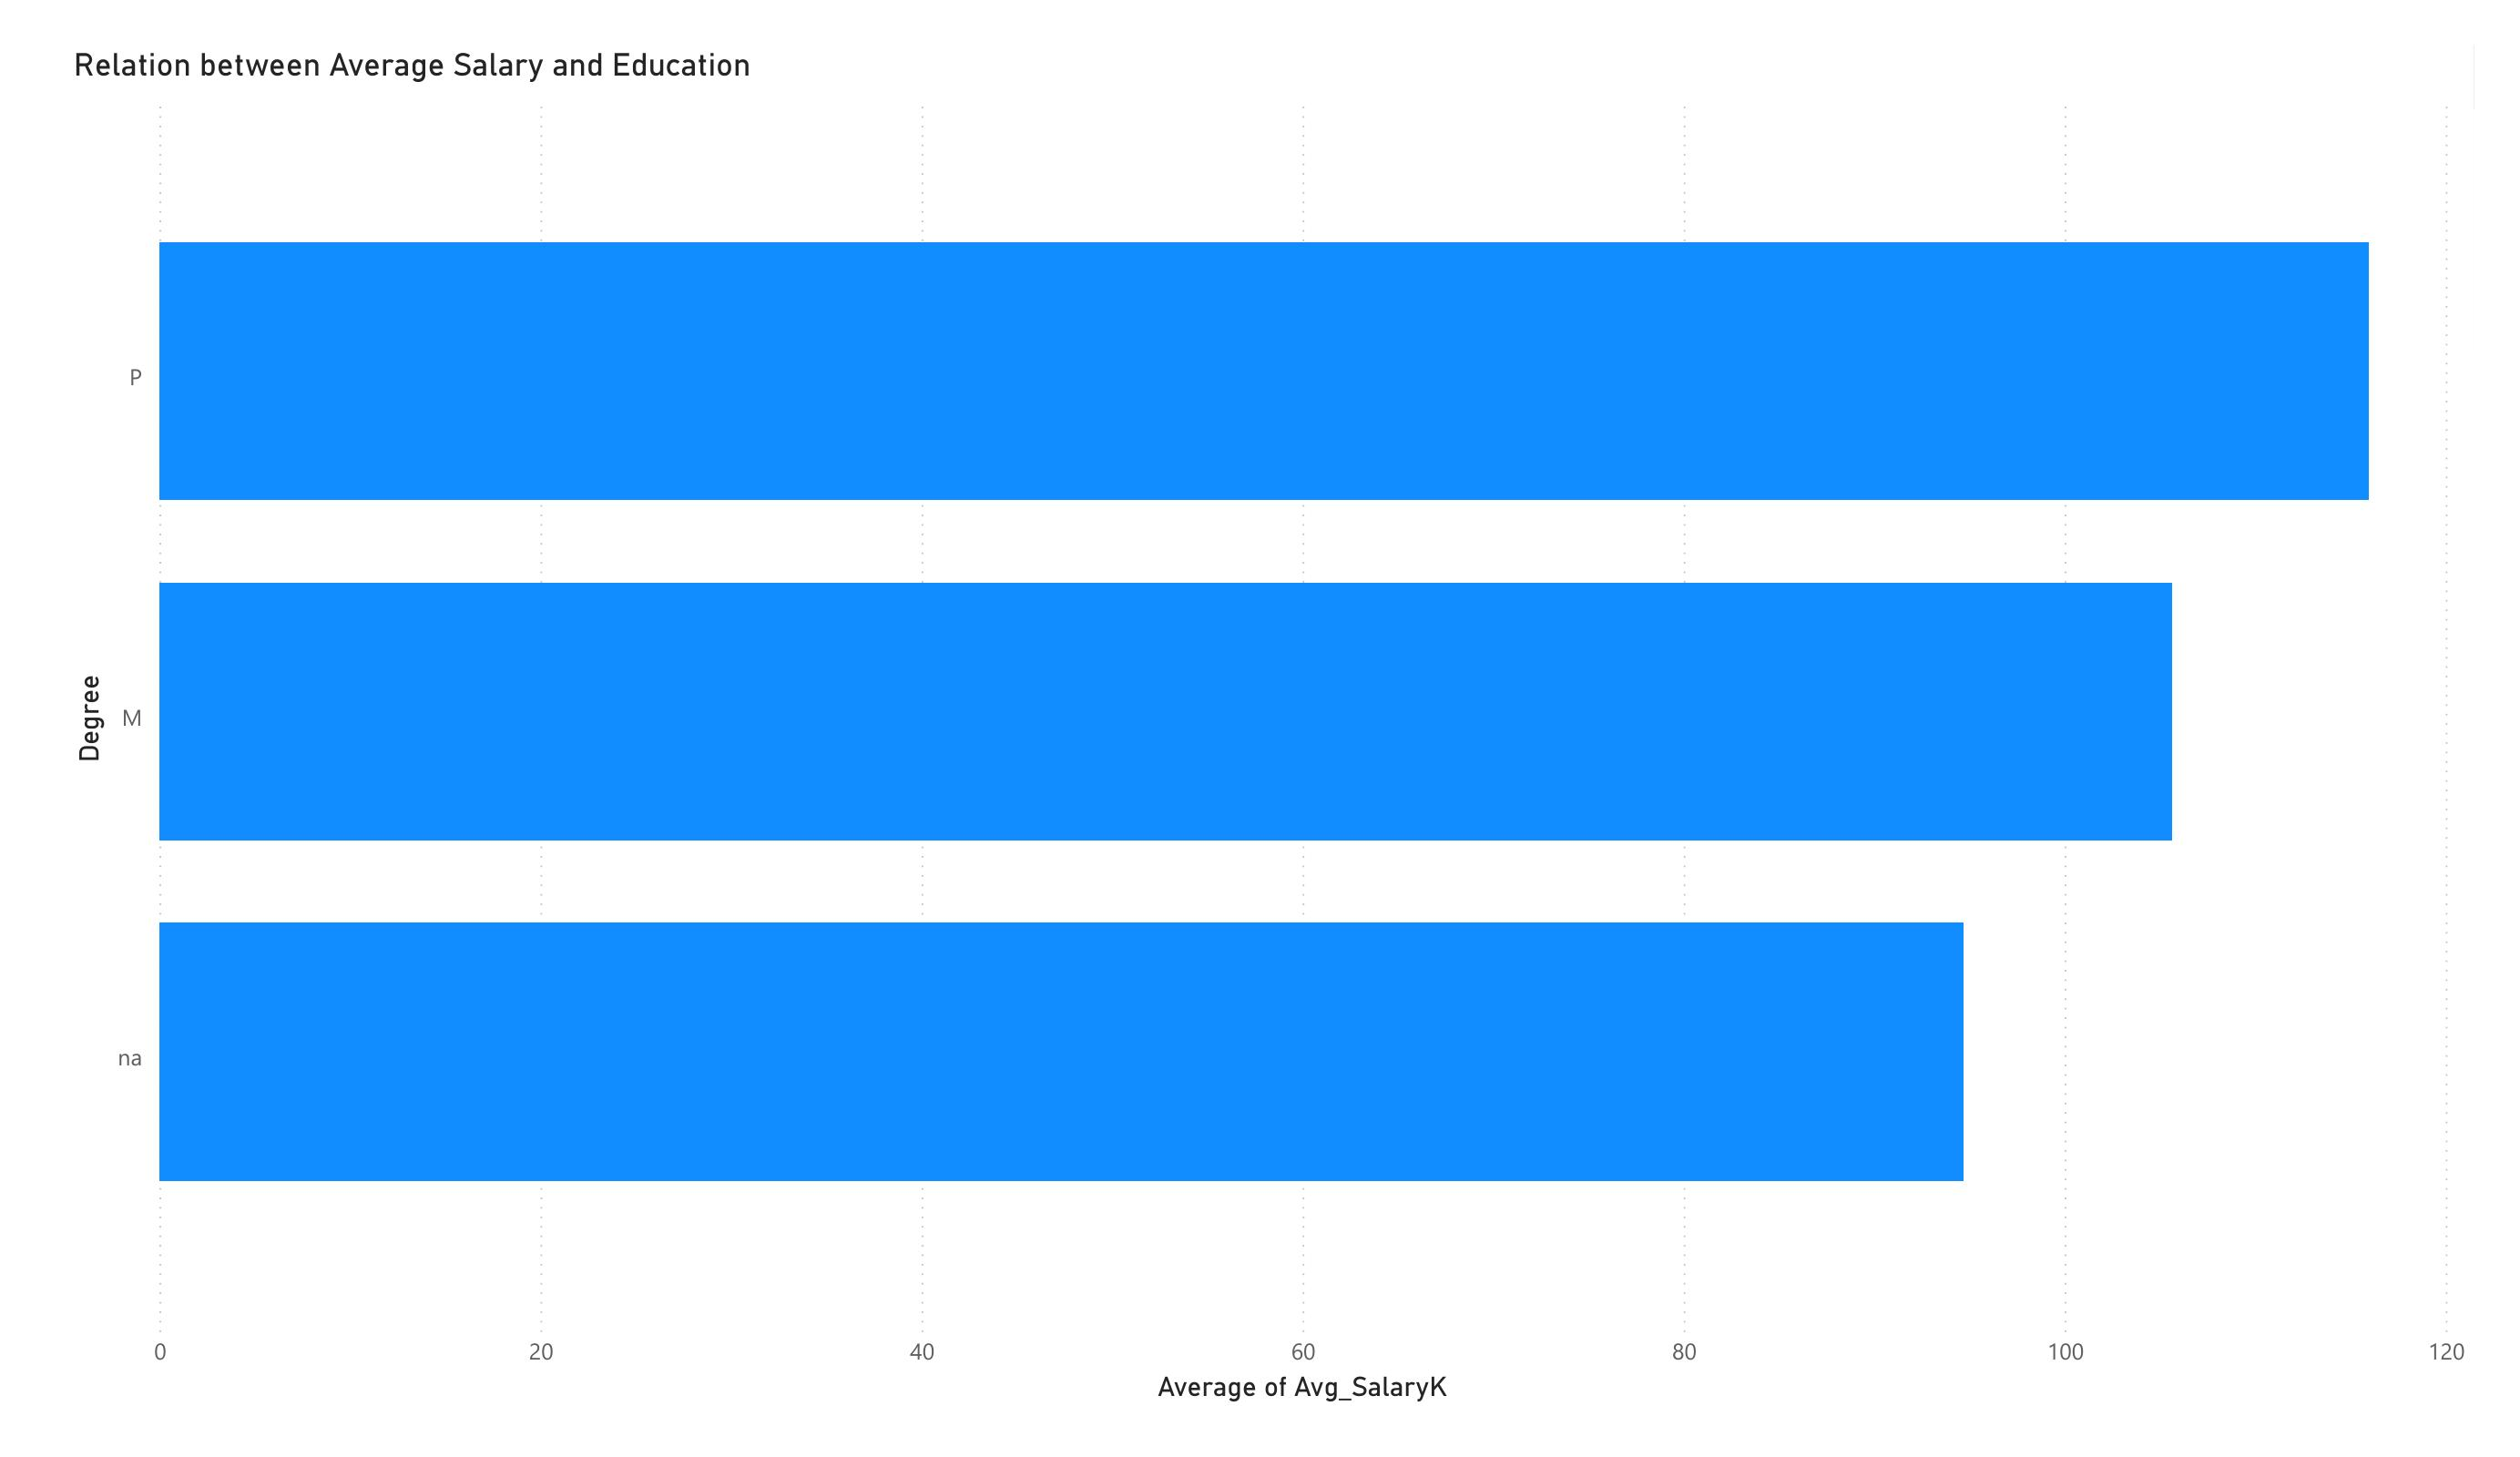 Relation between Average Salary and Education
Degree
P
M
na
0 20 40 60 80 100 120
Average of Avg_SalaryK